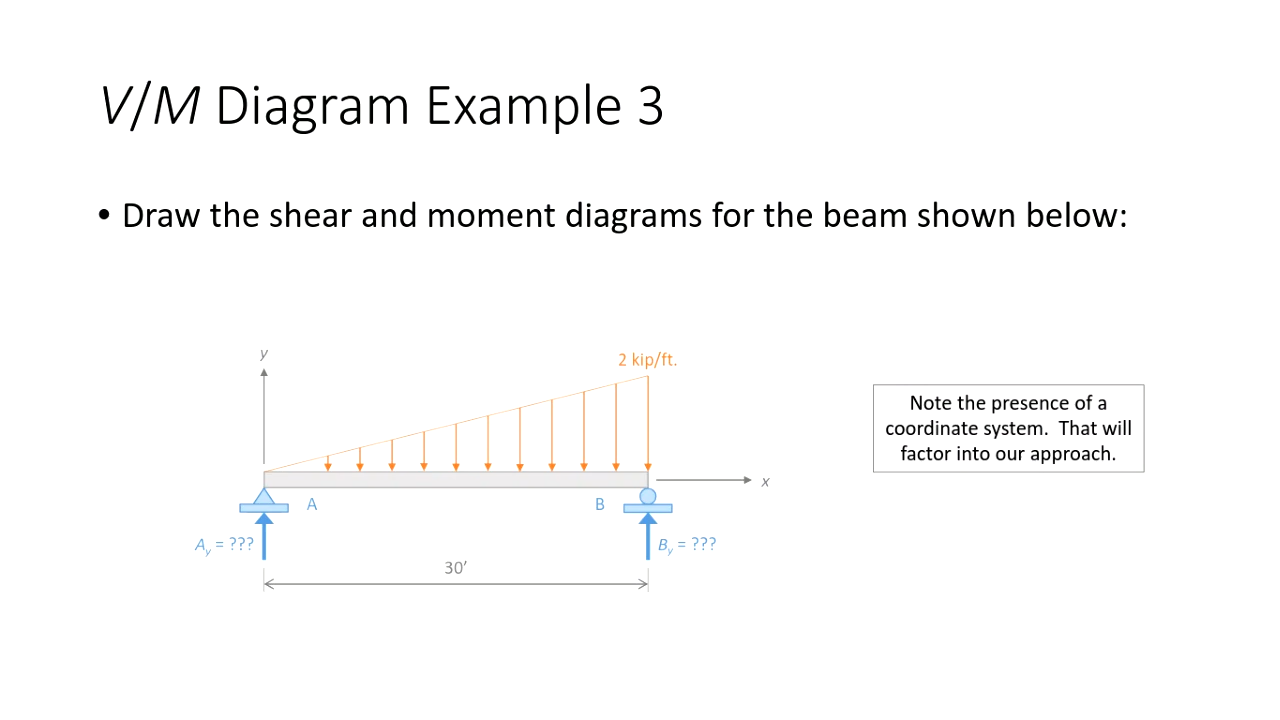 V/M Diagram Example 3
• Draw the shear and moment diagrams for the beam shown below:
y
2 kip/ft.
Note the presence of a
coordinate system.  That will
factor into our approach.
x
A
B
Ay = ???
By = ???
30′